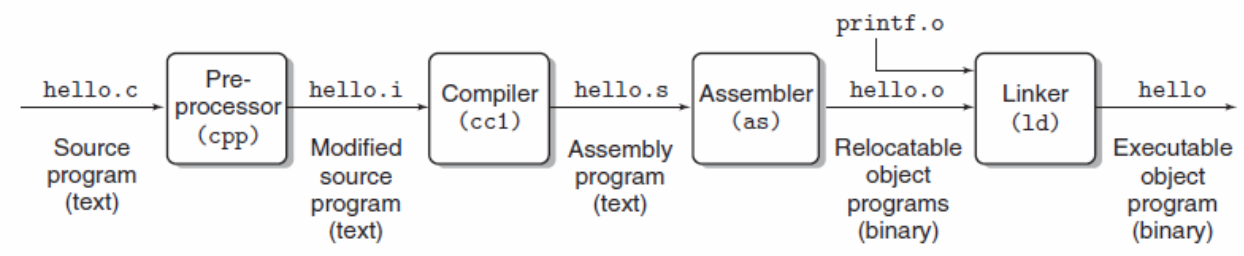 printf.o
hello.c
Pre-
processor
(cpp)
hello.i
Compiler
(cc1)
hello.s
Assembler
(as)
hello.o
Linker
(ld)
hello
Source
program
(text)
Modified
source
program
(text)
Assembly
program
(text)
Relocatable
object
programs
(binary)
Executable
object
program
(binary)